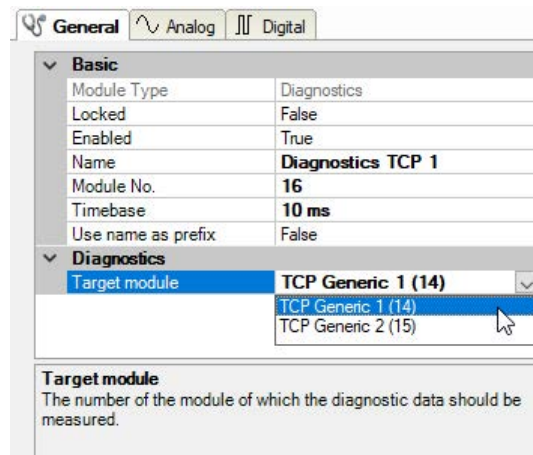 General Analog Digital
Basic
Module Type Diagnostics
Locked False
Enabled True
Name Diagnostics TCP 1
Module No. 16
Timebase 10 ms
Use name as prefix False
Diagnostics
Target module TCP Generic 1 (14)
TCP Generic 1 (14)
TCP Generic 2 (15)
Target module
The number of the module of which the diagnostic data should be
measured.